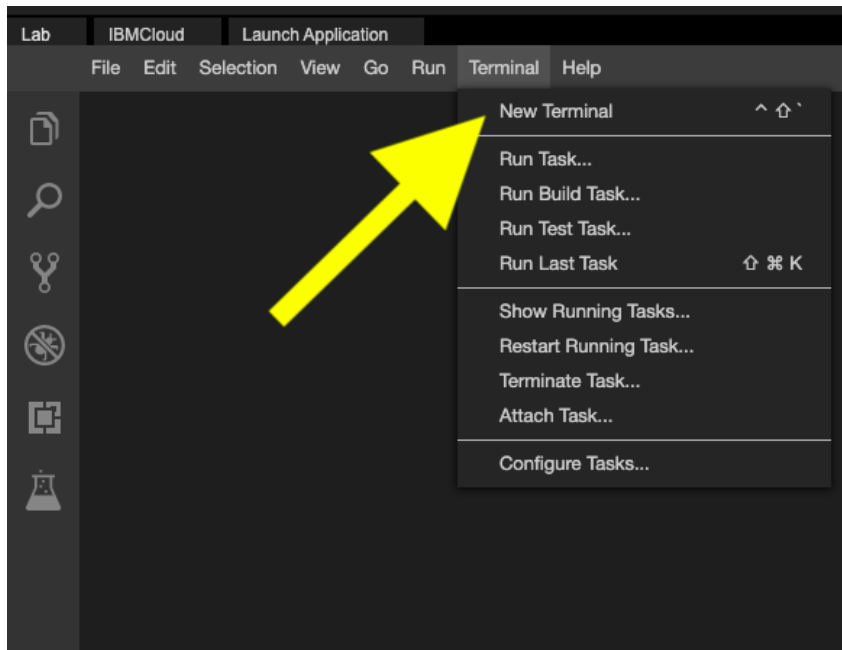 Lab IBMCloud Launch Application
File Edit Selection View Go Run Terminal Help
New Terminal ^ ⇧ `
Run Task...
Run Build Task...
Run Test Task...
Run Last Task ⇧ ⌘ K
Show Running Tasks...
Restart Running Task...
Terminate Task...
Attach Task...
Configure Tasks...